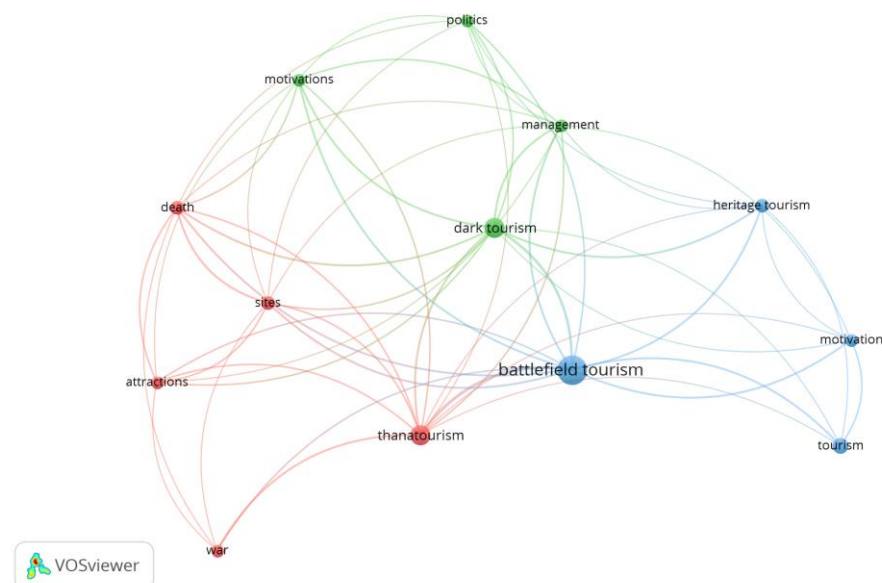 politics
motivations
management
death
heritage tourism
dark tourism
sites
motivation
battlefield tourism
attractions
thanatourism
tourism
war
VOSviewer